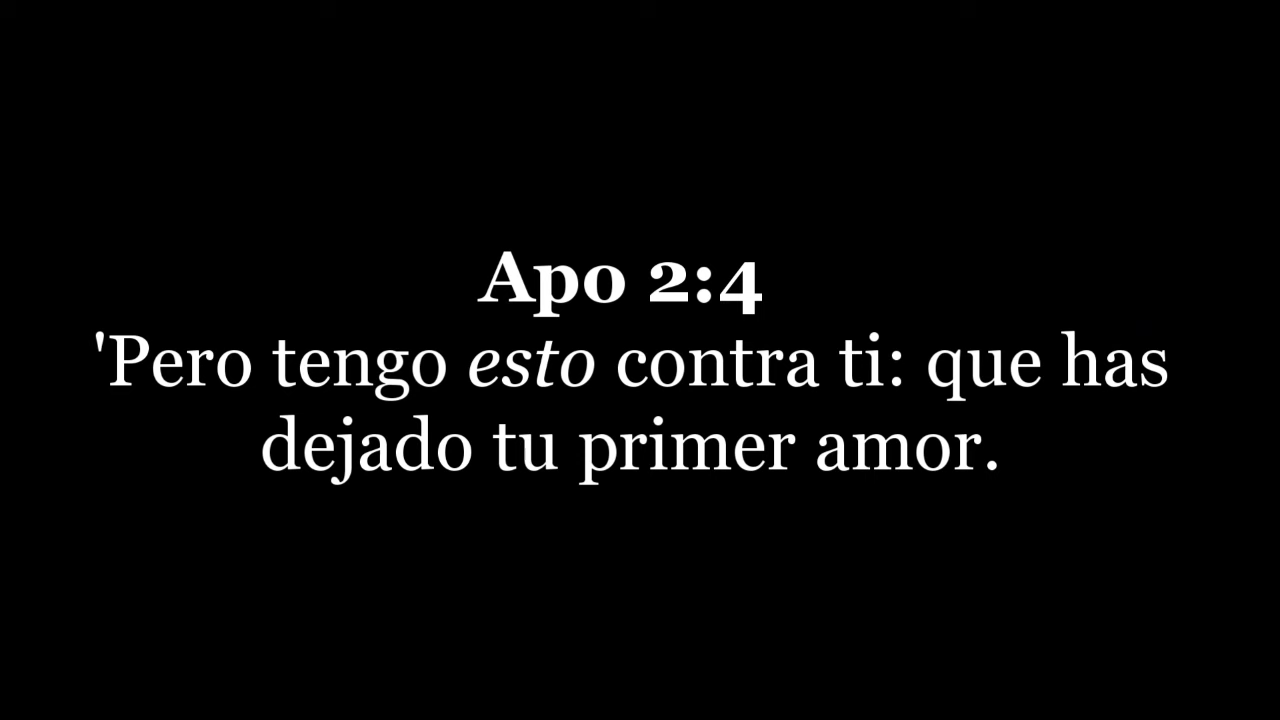 Apo 2:4
'Pero tengo esto contra ti: que has
dejado tu primer amor.